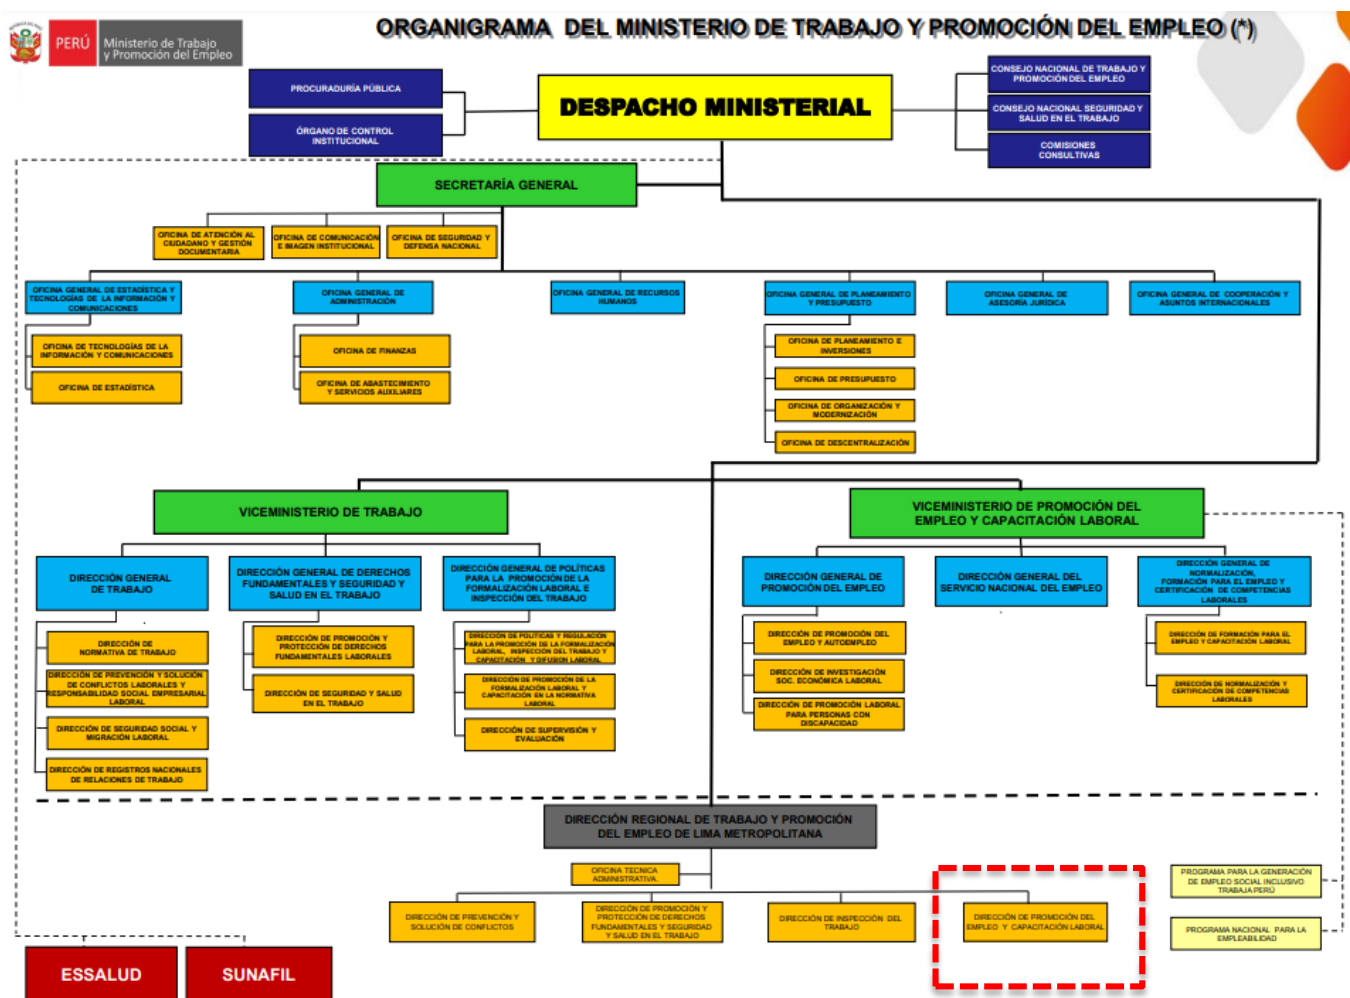 ORGANIGRAMA DEL MINISTERIO DE TRABAJO Y PROMOCIÓN DEL EMPLEO (*)
PERÚ
Ministerio de Trabajo
y Promoción del Empleo
PROCURADURÍA PÚBLICA
ÓRGANO DE CONTROL
INSTITUCIONAL
DESPACHO MINISTERIAL
CONSEJO NACIONAL DE TRABAJO Y
PROMOCIÓN DEL EMPLEO
CONSEJO NACIONAL SEGURIDAD Y
SALUD EN EL TRABAJO
COMISIONES
CONSULTIVAS
SECRETARÍA GENERAL
OFICINA DE ATENCIÓN AL
CIUDADANO Y GESTIÓN
DOCUMENTARIA
OFICINA DE COMUNICACIÓN
E IMAGEN INSTITUCIONAL
OFICINA DE SEGURIDAD Y
DEFENSA NACIONAL
OFICINA GENERAL DE ESTADÍSTICA Y
TECNOLOGÍAS DE LA INFORMACIÓN Y
COMUNICACIONES
OFICINA GENERAL DE
ADMINISTRACIÓN
OFICINA GENERAL DE RECURSOS
HUMANOS
OFICINA GENERAL DE PLANEAMIENTO
Y PRESUPUESTO
OFICINA GENERAL DE
ASESORÍA JURÍDICA
OFICINA GENERAL DE COOPERACIÓN Y
ASUNTOS INTERNACIONALES
OFICINA DE TECNOLOGÍAS DE LA
INFORMACIÓN Y COMUNICACIONES
OFICINA DE ESTADÍSTICA
OFICINA DE FINANZAS
OFICINA DE ABASTECIMIENTO
Y SERVICIOS AUXILIARES
OFICINA DE PLANEAMIENTO E
INVERSIONES
OFICINA DE PRESUPUESTO
OFICINA DE ORGANIZACIÓN Y
MODERNIZACIÓN
OFICINA DE DESCENTRALIZACIÓN
VICEMINISTERIO DE TRABAJO
VICEMINISTERIO DE PROMOCIÓN DEL
EMPLEO Y CAPACITACIÓN LABORAL
DIRECCIÓN GENERAL
DE TRABAJO
DIRECCIÓN GENERAL DE DERECHOS
FUNDAMENTALES Y SEGURIDAD Y
SALUD EN EL TRABAJO
DIRECCIÓN GENERAL DE POLÍTICAS
PARA LA PROMOCIÓN DE LA
FORMALIZACIÓN LABORAL E
INSPECCIÓN DEL TRABAJO
DIRECCIÓN GENERAL DE
PROMOCIÓN DEL EMPLEO
DIRECCIÓN GENERAL DEL
SERVICIO NACIONAL DEL EMPLEO
DIRECCIÓN GENERAL DE
NORMALIZACIÓN,
FORMACIÓN PARA EL EMPLEO Y
CERTIFICACIÓN DE COMPETENCIAS
LABORALES
DIRECCIÓN DE
NORMATIVA DE TRABAJO
DIRECCIÓN DE PREVENCIÓN Y SOLUCIÓN
DE CONFLICTOS LABORALES Y
RESPONSABILIDAD SOCIAL EMPRESARIAL
LABORAL
DIRECCIÓN DE SEGURIDAD SOCIAL Y
MIGRACIÓN LABORAL
DIRECCIÓN DE REGISTROS NACIONALES
DE RELACIONES DE TRABAJO
DIRECCIÓN DE PROMOCIÓN Y
PROTECCIÓN DE DERECHOS
FUNDAMENTALES LABORALES
DIRECCIÓN DE SEGURIDAD Y SALUD
EN EL TRABAJO
DIRECCIÓN DE POLITICAS Y REGULACIÓN
PARA LA PROMOCIÓN DE LA FORMALIZACIÓN
LABORAL, INSPECCIÓN DEL TRABAJO Y
CAPACITACIÓN Y DIFUSION LABORAL
DIRECCIÓN DE PROMOCIÓN DE LA
FORMALIZACIÓN LABORAL Y
CAPACITACIÓN EN LA NORMATIVA
LABORAL
DIRECCIÓN DE SUPERVISIÓN Y
EVALUACIÓN
DIRECCIÓN DE PROMOCIÓN DEL
EMPLEO Y AUTOEMPLEO
DIRECCIÓN DE INVESTIGACIÓN
SOC. ECONÓMICA LABORAL
DIRECCIÓN DE PROMOCIÓN LABORAL
PARA PERSONAS CON
DISCAPACIDAD
DIRECCIÓN DE FORMACIÓN PARA EL
EMPLEO Y CAPACITACIÓN LABORAL
DIRECCIÓN DE NORMALIZACIÓN Y
CERTIFICACIÓN DE COMPETENCIAS
LABORALES
DIRECCIÓN REGIONAL DE TRABAJO Y PROMOCIÓN
DEL EMPLEO DE LIMA METROPOLITANA
OFICINA TECNICA
ADMINISTRATIVA.
DIRECCIÓN DE PREVENCIÓN Y
SOLUCIÓN DE CONFLICTOS
DIRECCIÓN DE PROMOCIÓN Y
PROTECCIÓN DE DERECHOS
FUNDAMENTALES Y SEGURIDAD
Y SALUD EN EL TRABAJO
DIRECCIÓN DE INSPECCIÓN DEL
TRABAJO
DIRECCIÓN DE PROMOCIÓN DEL
EMPLEO Y CAPACITACIÓN LABORAL
PROGRAMA PARA LA GENERACIÓN
DE EMPLEO SOCIAL INCLUSIVO
TRABAJA PERÚ
PROGRAMA NACIONAL PARA LA
EMPLEABILIDAD
ESSALUD
SUNAFIL